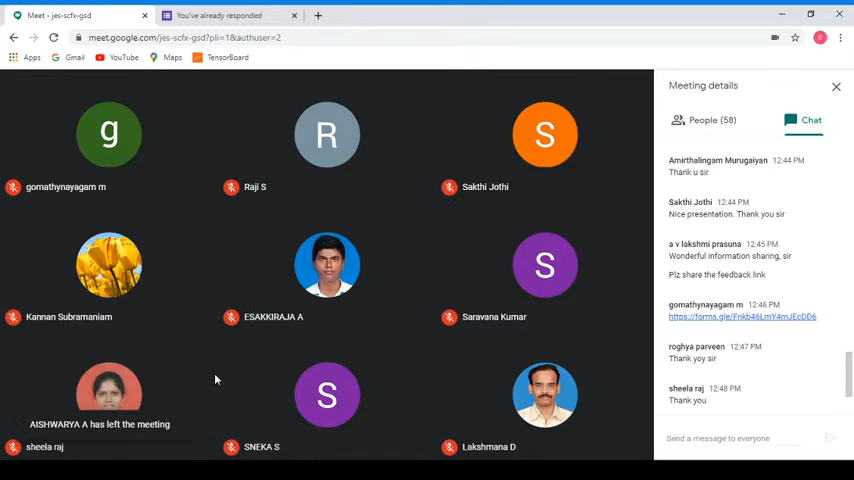 Meet - jes-scfx-gsd
You've already responded
meet.google.com/jes-scfx-gsd?pli=1&authuser=2
c
Apps
Gmail
YouTube
Maps
TensorBoard
g
R
S
gomathynayagam m
Raji S
Sakthi Jothi
S
Kannan Subramaniam
ESAKKIRAJA A
Saravana Kumar
S
AISHWARYA A has left the meeting
sheela raj
SNEKA S
Lakshmana D
Meeting details
People (58)
Chat
Amirthalingam Murugaiyan 12:44 PM
Thank u sir
Sakthi Jothi 12:44 PM
Nice presentation. Thank you sir
a v lakshmi prasuna 12:45 PM
Wonderful information sharing, sir
Plz share the feedback link
gomathynayagam m 12:46 PM
https://forms.gle/Fnkb46LmY4mJEcDD6
roghya parveen 12:47 PM
Thank yoy sir
sheela raj 12:48 PM
Thank you
Send a message to everyone